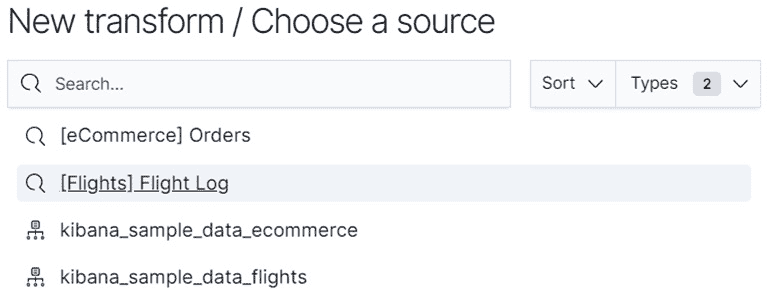 New transform / Choose a source
Search... Sort Types 2
[eCommerce] Orders
[Flights] Flight Log
kibana_sample_data_ecommerce
kibana_sample_data_flights